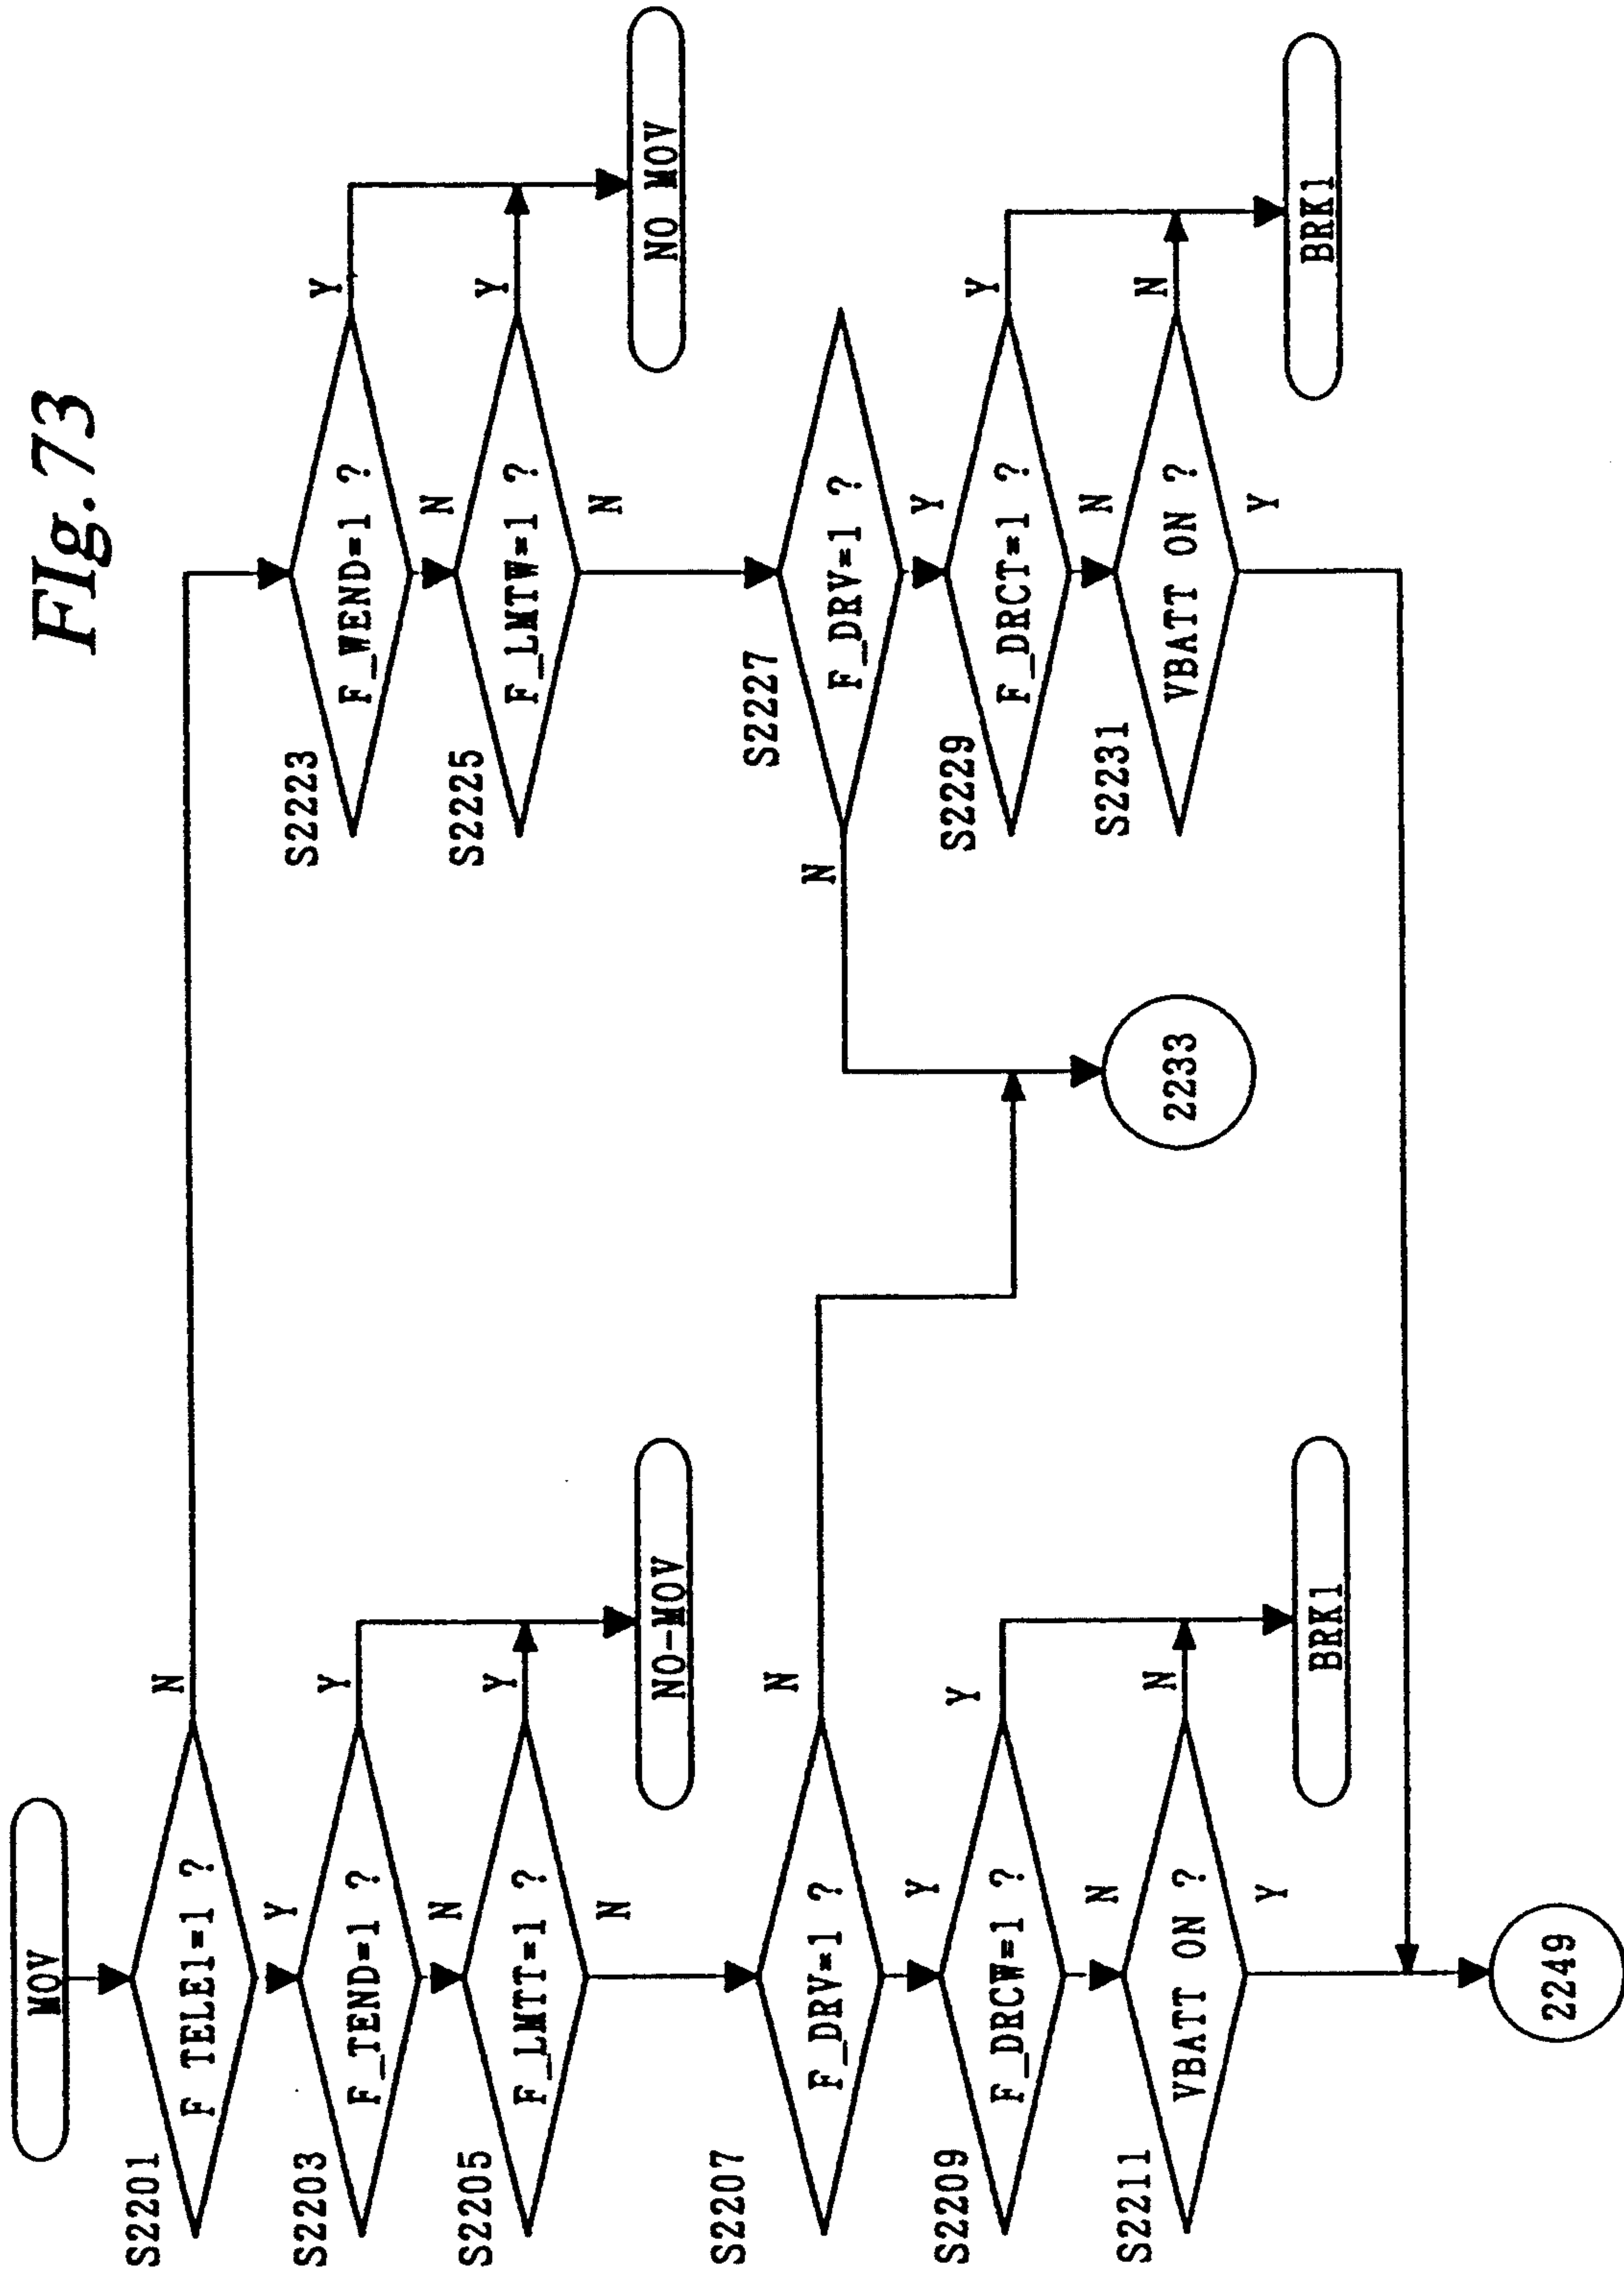 FIg.73
MOV
S2201
F TELE1=1 ?
N
Y
S2203
F_TEND=1 ?
Y
N
S2205
F_LMTT=1 ?
Y
N
NO-MOV
S2207
F_DRV=1 ?
N
Y
S2209
F_DRCW=1 ?
Y
N
S2211
VBATT ON ?
N
Y
BRK1
2249
S2223
F_WEND=1 ?
Y
N
S2225
F_LMTW=1 ?
Y
N
NO MOV
S2227
F_DRV=1 ?
N
Y
2233
S2229
F_DRCT=1 ?
Y
N
S2231
VBATT ON ?
N
Y
BRK1